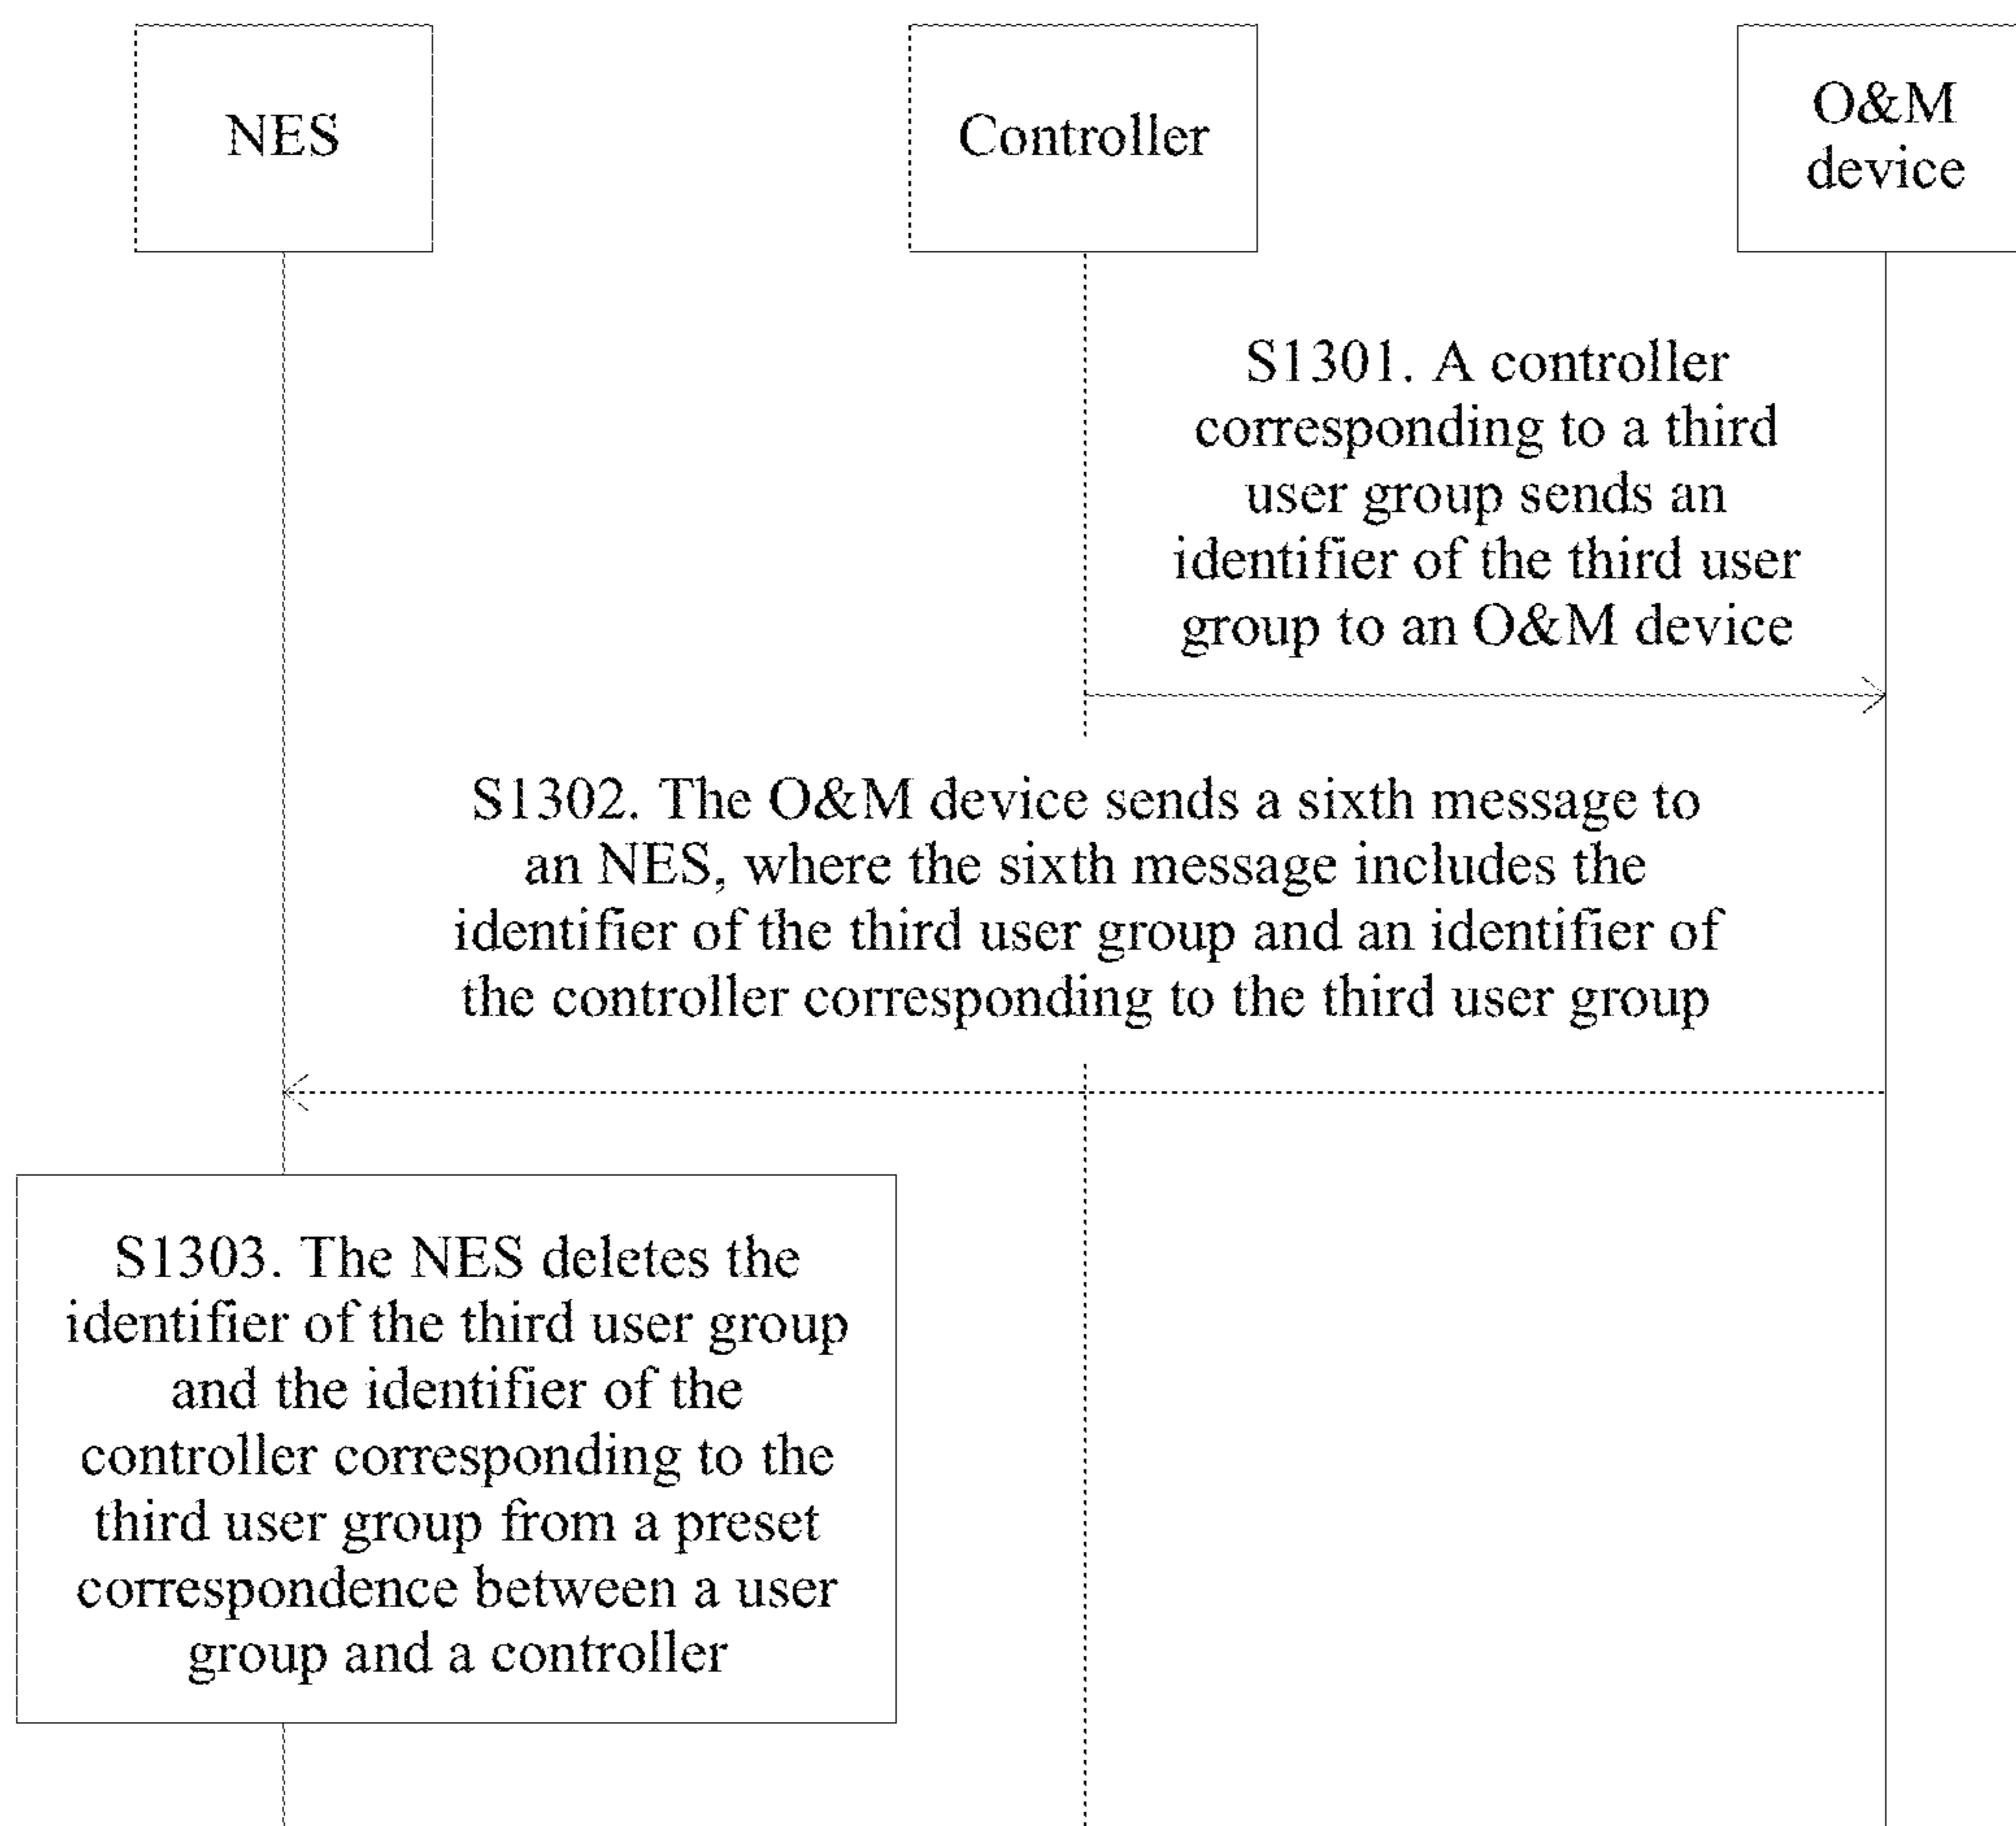 NES
Controller
O&M
device
S1301. A controller
corresponding to a third
user group sends an
identifier of the third user
group to an O&M device
S1302. The O&M device sends a sixth message to
an NES, where the sixth message includes the
identifier of the third user group and an identifier of
the controller corresponding to the third user group
S1303. The NES deletes the
identifier of the third user group
and the identifier of the
controller corresponding to the
third user group from a preset
correspondence between a user
group and a controller